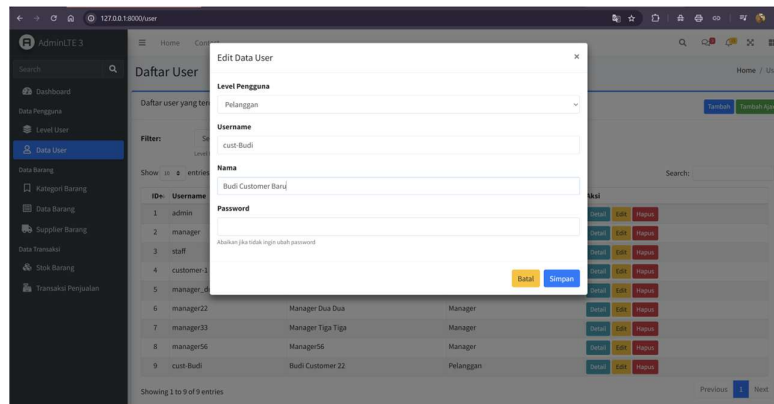 127.0.0.1:8000/user
AdminLTE 3
Home
Search
Dashboard
Data Pengguna
Level User
Data User
Data Barang
Kategori Barang
Data Barang
Supplier Barang
Data Transaksi
Stok Barang
Transaksi Penjualan
Daftar User
Home /
Daftar user yang
Tambah
Tambah
Filter:
Show 10 entries
Search:
Edit Data User
×
Level Pengguna
Pelanggan
Username
cust-Budi
Nama
Budi Customer Baru
Password
Abaikan jika tidak ingin ubah password
Batal Simpan
ID Username Aksi
1 admin Detail Edit Hapus
2 manager Detail Edit Hapus
3 staff Detail Edit Hapus
4 customer-1 Detail Edit Hapus
5 Detail Edit Hapus
6 manager22 Manager Dua Dua Manager Detail Edit Hapus
7 manager33 Manager Tiga Tiga Manager Detail Edit Hapus
8 manager56 Manager56 Manager Detail Edit Hapus
9 cust-Budi Budi Customer 22 Pelanggan Detail Edit Hapus
Showing 1 to 9 of 9 entries
Previous 1 Next